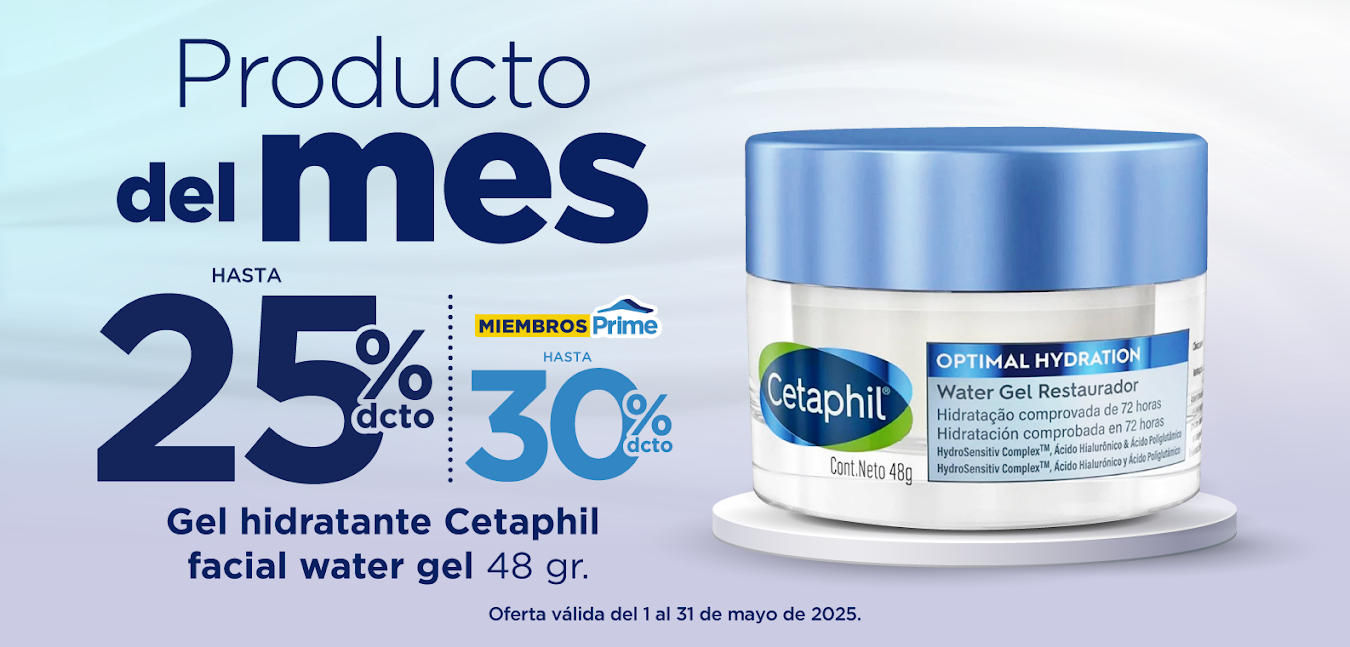 Producto
del mes
HASTA
25% dcto
MIEMBROS Prime
HASTA
30% dcto
Gel hidratante Cetaphil
facial water gel 48 gr.
Oferta válida del 1 al 31 de mayo de 2025.
Cetaphil®
Cont.Neto 48g
OPTIMAL HYDRATION
Water Gel Restaurador
Hidratação comprovada de 72 horas
Hidratación comprobada en 72 horas
HydroSensitiv Complex™, Ácido Hialurônico & Ácido Poliglutâmico
HydroSensitiv Complex™, Ácido Hialurónico y Ácido Poliglutámico